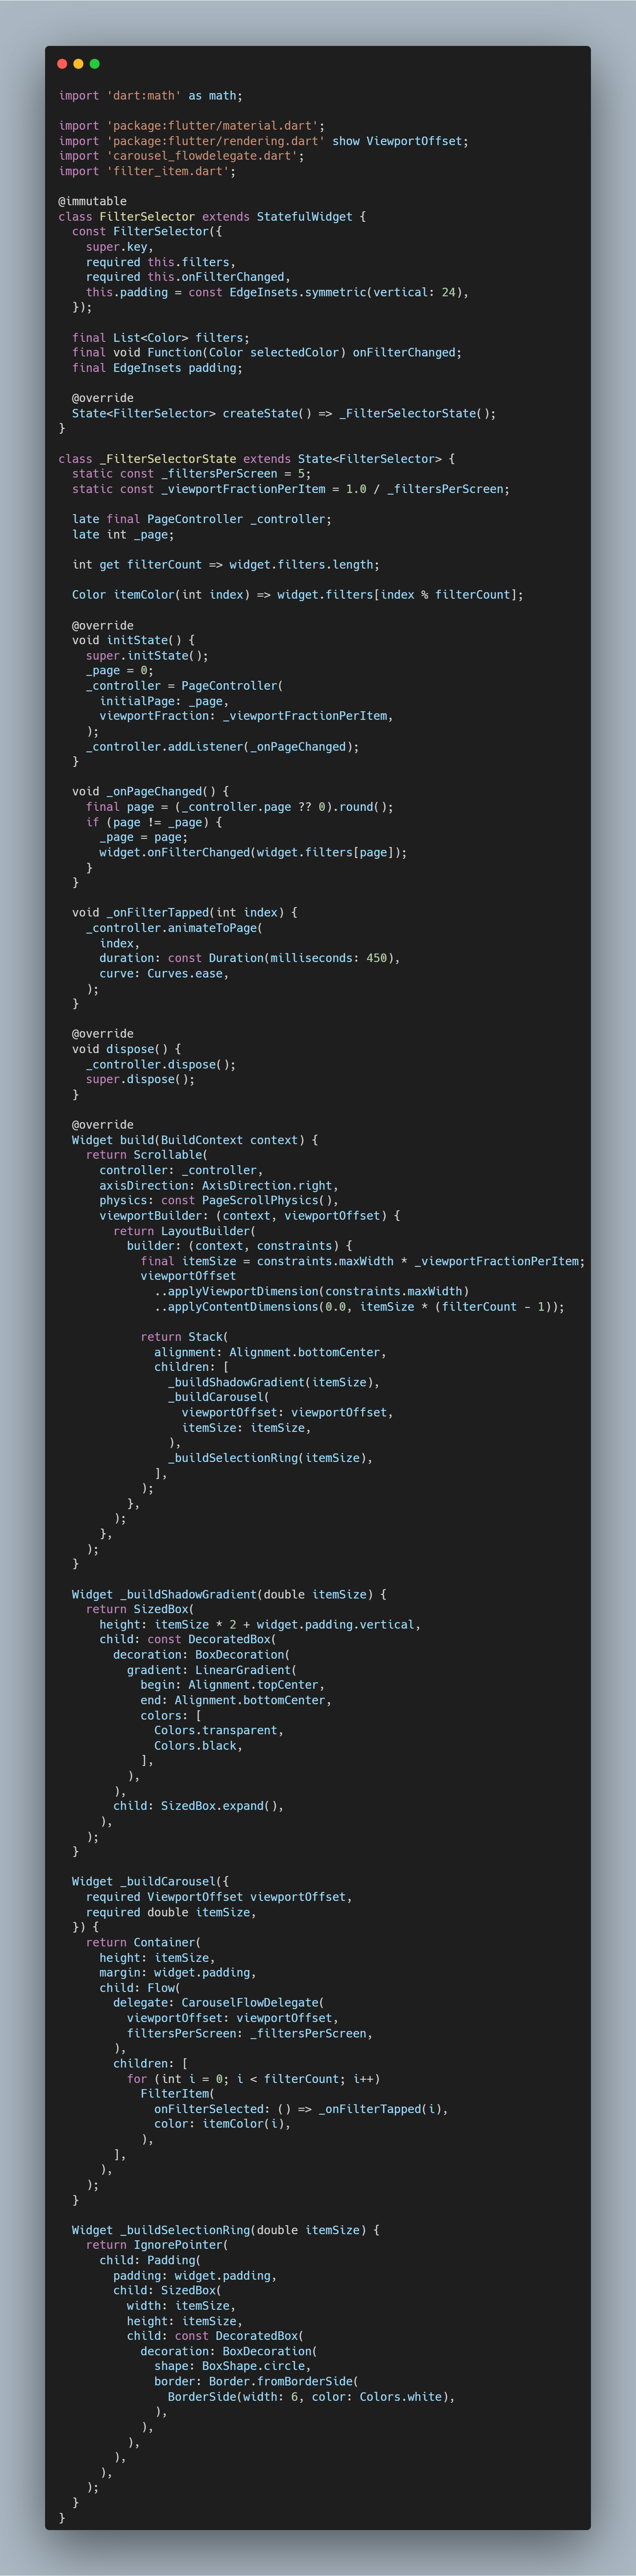 import 'dart:math' as math;

import 'package:flutter/material.dart';
import 'package:flutter/rendering.dart' show ViewportOffset;
import 'carousel_flowdelegate.dart';
import 'filter_item.dart';

@immutable
class FilterSelector extends StatefulWidget {
  const FilterSelector({
    super.key,
    required this.filters,
    required this.onFilterChanged,
    this.padding = const EdgeInsets.symmetric(vertical: 24),
  });

  final List<Color> filters;
  final void Function(Color selectedColor) onFilterChanged;
  final EdgeInsets padding;

  @override
  State<FilterSelector> createState() => _FilterSelectorState();
}

class _FilterSelectorState extends State<FilterSelector> {
  static const _filtersPerScreen = 5;
  static const _viewportFractionPerItem = 1.0 / _filtersPerScreen;

  late final PageController _controller;
  late int _page;

  int get filterCount => widget.filters.length;

  Color itemColor(int index) => widget.filters[index % filterCount];

  @override
  void initState() {
    super.initState();
    _page = 0;
    _controller = PageController(
      initialPage: _page,
      viewportFraction: _viewportFractionPerItem,
    );
    _controller.addListener(_onPageChanged);
  }

  void _onPageChanged() {
    final page = (_controller.page ?? 0).round();
    if (page != _page) {
      _page = page;
      widget.onFilterChanged(widget.filters[page]);
    }
  }

  void _onFilterTapped(int index) {
    _controller.animateToPage(
      index,
      duration: const Duration(milliseconds: 450),
      curve: Curves.ease,
    );
  }

  @override
  void dispose() {
    _controller.dispose();
    super.dispose();
  }

  @override
  Widget build(BuildContext context) {
    return Scrollable(
      controller: _controller,
      axisDirection: AxisDirection.right,
      physics: const PageScrollPhysics(),
      viewportBuilder: (context, viewportOffset) {
        return LayoutBuilder(
          builder: (context, constraints) {
            final itemSize = constraints.maxWidth * _viewportFractionPerItem;
            viewportOffset
              ..applyViewportDimension(constraints.maxWidth)
              ..applyContentDimensions(0.0, itemSize * (filterCount - 1));

            return Stack(
              alignment: Alignment.bottomCenter,
              children: [
                _buildShadowGradient(itemSize),
                _buildCarousel(
                  viewportOffset: viewportOffset,
                  itemSize: itemSize,
                ),
                _buildSelectionRing(itemSize),
              ],
            );
          },
        );
      },
    );
  }

  Widget _buildShadowGradient(double itemSize) {
    return SizedBox(
      height: itemSize * 2 + widget.padding.vertical,
      child: const DecoratedBox(
        decoration: BoxDecoration(
          gradient: LinearGradient(
            begin: Alignment.topCenter,
            end: Alignment.bottomCenter,
            colors: [
              Colors.transparent,
              Colors.black,
            ],
          ),
        ),
        child: SizedBox.expand(),
      ),
    );
  }

  Widget _buildCarousel({
    required ViewportOffset viewportOffset,
    required double itemSize,
  }) {
    return Container(
      height: itemSize,
      margin: widget.padding,
      child: Flow(
        delegate: CarouselFlowDelegate(
          viewportOffset: viewportOffset,
          filtersPerScreen: _filtersPerScreen,
        ),
        children: [
          for (int i = 0; i < filterCount; i++)
            FilterItem(
              onFilterSelected: () => _onFilterTapped(i),
              color: itemColor(i),
            ),
        ],
      ),
    );
  }

  Widget _buildSelectionRing(double itemSize) {
    return IgnorePointer(
      child: Padding(
        padding: widget.padding,
        child: SizedBox(
          width: itemSize,
          height: itemSize,
          child: const DecoratedBox(
            decoration: BoxDecoration(
              shape: BoxShape.circle,
              border: Border.fromBorderSide(
                BorderSide(width: 6, color: Colors.white),
              ),
            ),
          ),
        ),
      ),
    );
  }
}